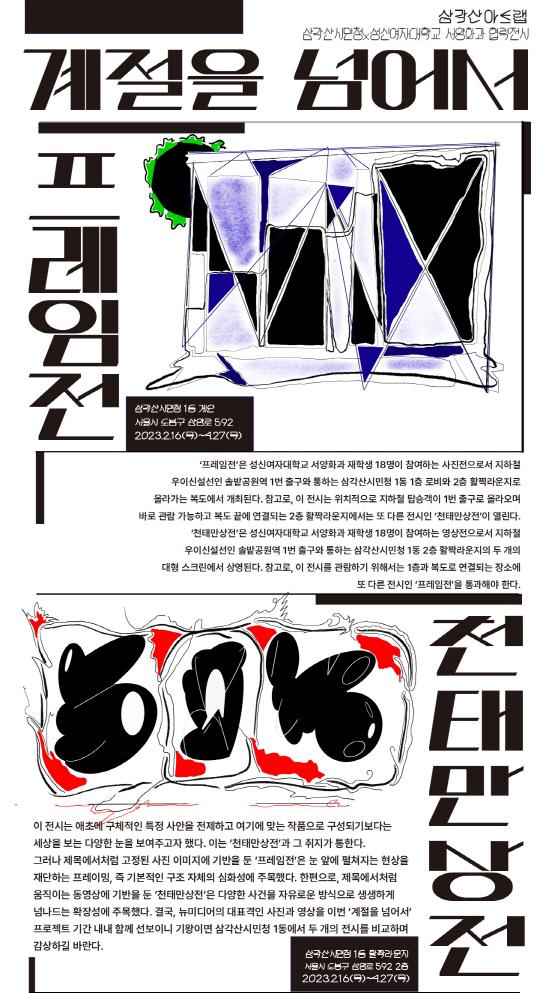 삼각산아트랩
삼각산시민청x성신여자대학교 서양화과 협력전시
계절을 넘어서
프레임전
삼각산시민청 1동 계단
서울시 도봉구 삼양로 592
2023.2.16(목)~4.27(목)
'프레임전'은 성신여자대학교 서양화과 재학생 18명이 참여하는 사진전으로서 지하철
우이신설선인 솔밭공원역 1번 출구와 통하는 삼각산시민청 1동 1층 로비와 2층 활짝라운지로
올라가는 복도에서 개최된다. 참고로, 이 전시는 위치적으로 지하철 탑승객이 1번 출구로 올라오며
바로 관람 가능하고 복도 끝에 연결되는 2층 활짝라운지에서는 또 다른 전시인 '천태만상전'이 열린다.
'천태만상전'은 성신여자대학교 서양화과 재학생 18명이 참여하는 영상전으로서 지하철
우이신설선인 솔밭공원역 1번 출구와 통하는 삼각산시민청 1동 2층 활짝라운지의 두 개의
대형 스크린에서 상영된다. 참고로, 이 전시를 관람하기 위해서는 1층과 복도로 연결되는 장소에
또 다른 전시인 '프레임전'을 통과해야 한다.
천태만상전
이 전시는 애초에 구체적인 특정 사안을 전제하고 여기에 맞는 작품으로 구성되기보다는
세상을 보는 다양한 눈을 보여주고자 했다. 이는 '천태만상전'과 그 취지가 통한다.
그러나 제목에서처럼 고정된 사진 이미지에 기반을 둔 '프레임전'은 눈 앞에 펼쳐지는 현상을
재단하는 프레이밍, 즉 기본적인 구조 자체의 심화성에 주목했다. 한편으로, 제목에서처럼
움직이는 동영상에 기반을 둔 '천태만상전'은 다양한 사건을 자유로운 방식으로 생생하게
넘나드는 확장성에 주목했다. 결국, 뉴미디어의 대표격인 사진과 영상을 이번 '계절을 넘어서'
프로젝트 기간 내내 함께 선보이니 기왕이면 삼각산시민청 1동에서 두 개의 전시를 비교하며
감상하길 바란다.
삼각산시민청 1동 활짝라운지
서울시 도봉구 삼양로 592 2층
2023.2.16(목)~4.27(목)